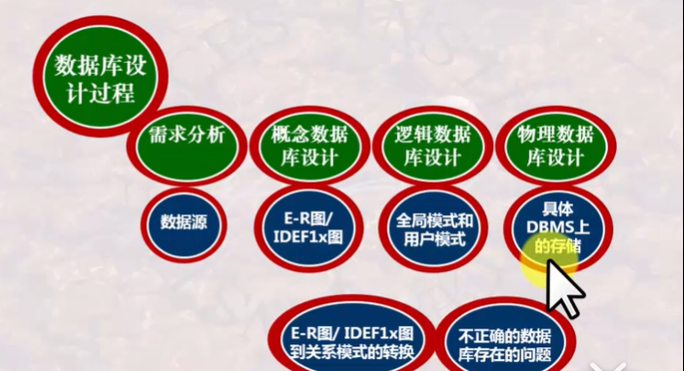 数据库设
计过程
需求分析
概念数据
库设计
逻辑数据
库设计
物理数据
库设计
数据源
E-R图/
IDEF1x图
全局模式和
用户模式
具体
DBMS上
的存储
E-R图/ IDEF1x图
到关系模式的转换
不正确的数据
库存在的问题